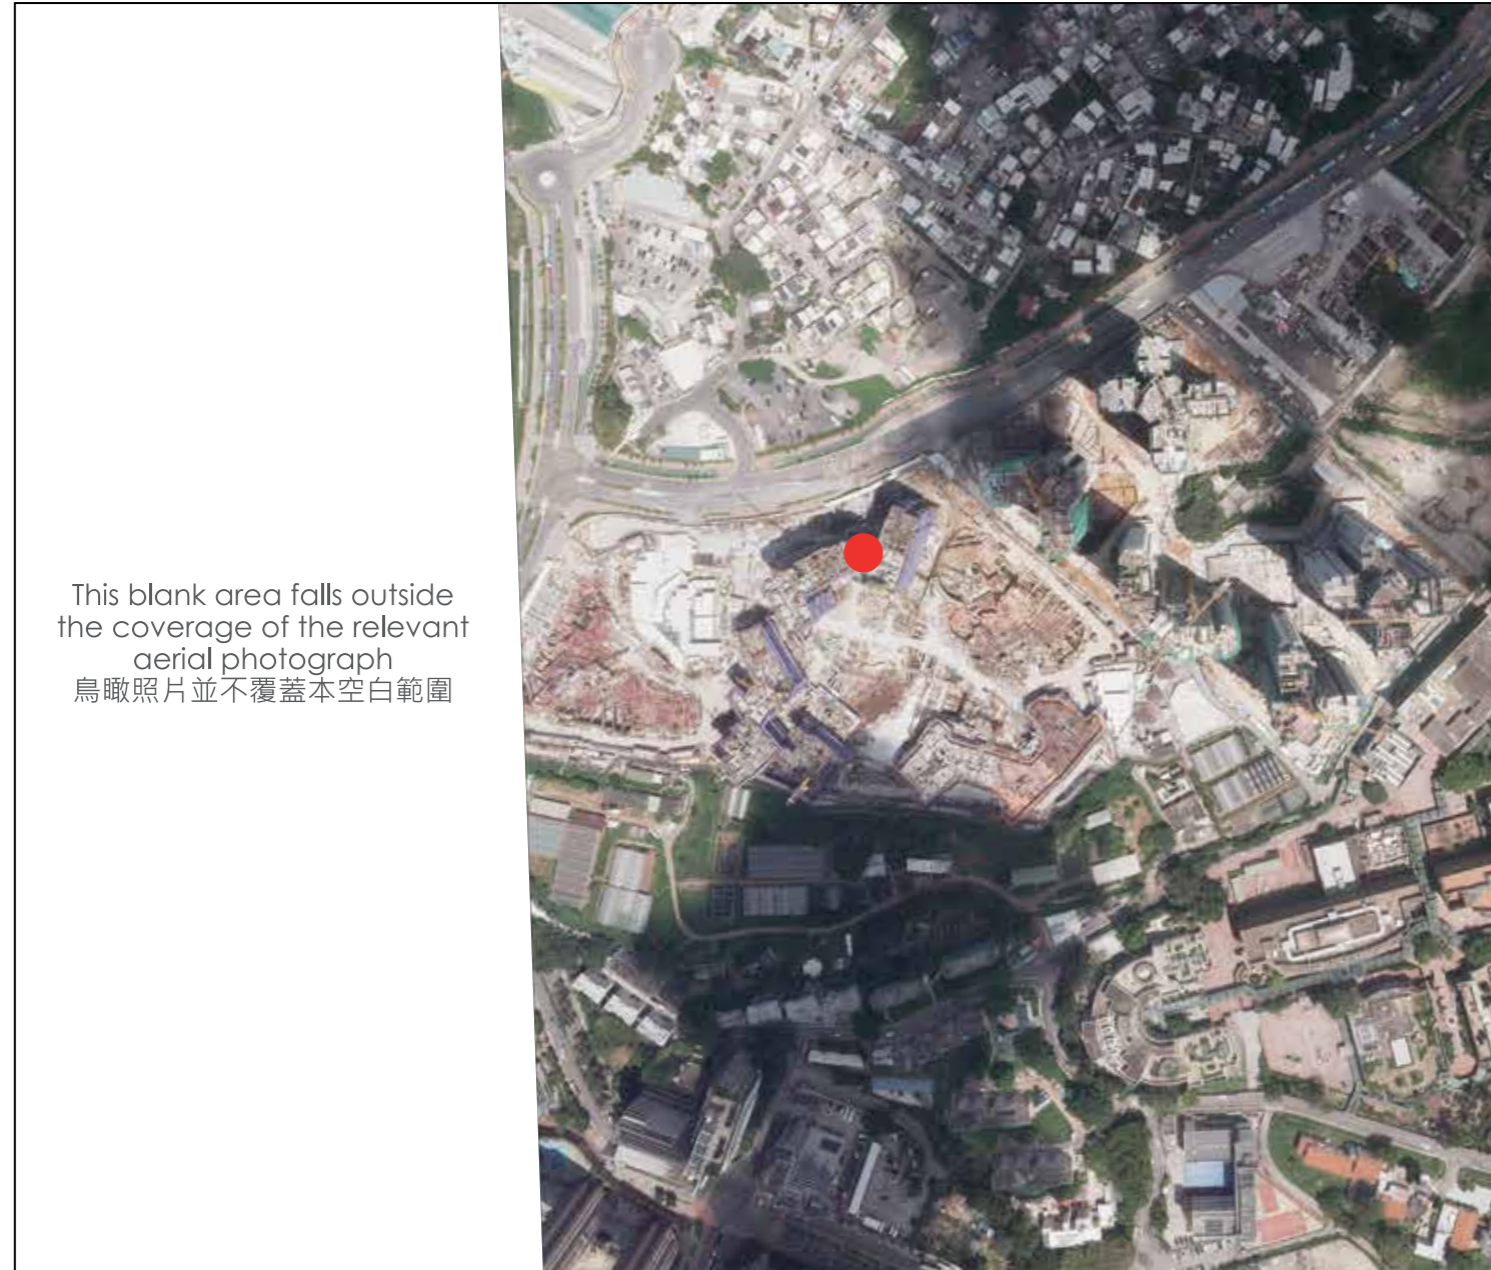 This blank area falls outside
the coverage of the relevant
aerial photograph
鳥瞰照片並不覆蓋本空白範圍